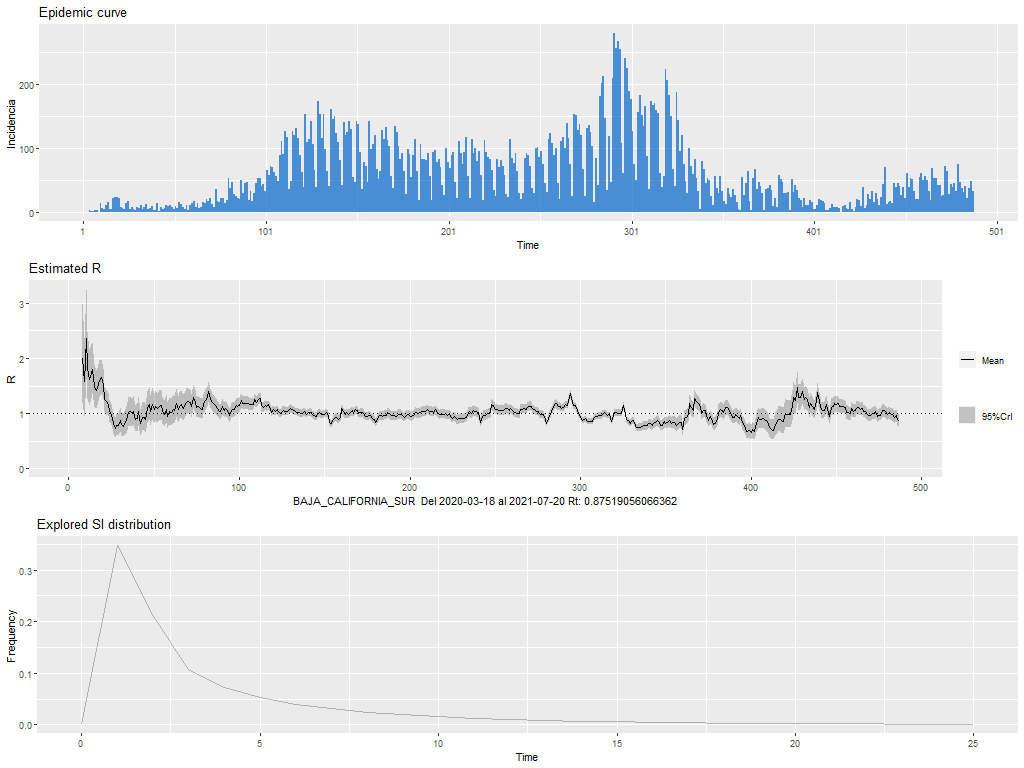 Epidemic curve
Incidencia
200
100
0
1
101
201
301
401
501
Time
Estimated R
R
3
2
1
0
0
100
200
300
400
500
BAJA_CALIFORNIA_SUR Del 2020-03-18 al 2021-07-20 Rt: 0.87519056066362
Mean
95%CrI
Explored SI distribution
Frequency
0.3
0.2
0.1
0.0
0
5
10
15
20
25
Time